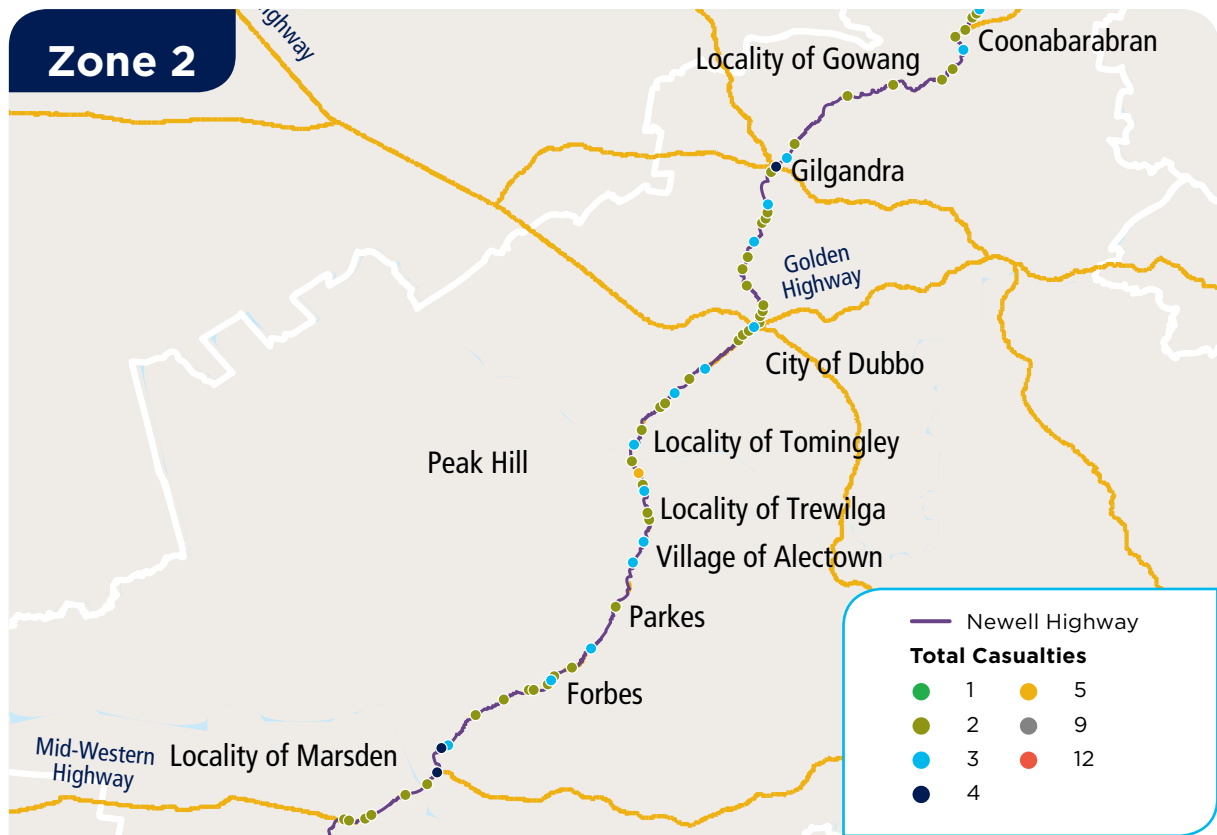 Zone 2
ighway
Coonabarabran
Locality of Gowang
Gilgandra
Golden
Highway
City of Dubbo
Locality of Tomingley
Peak Hill
Locality of Trewilga
Village of Alectown
Parkes
Forbes
Mid-Western
Highway
Locality of Marsden
Newell Highway
Total Casualties
1
5
2
9
3
12
4